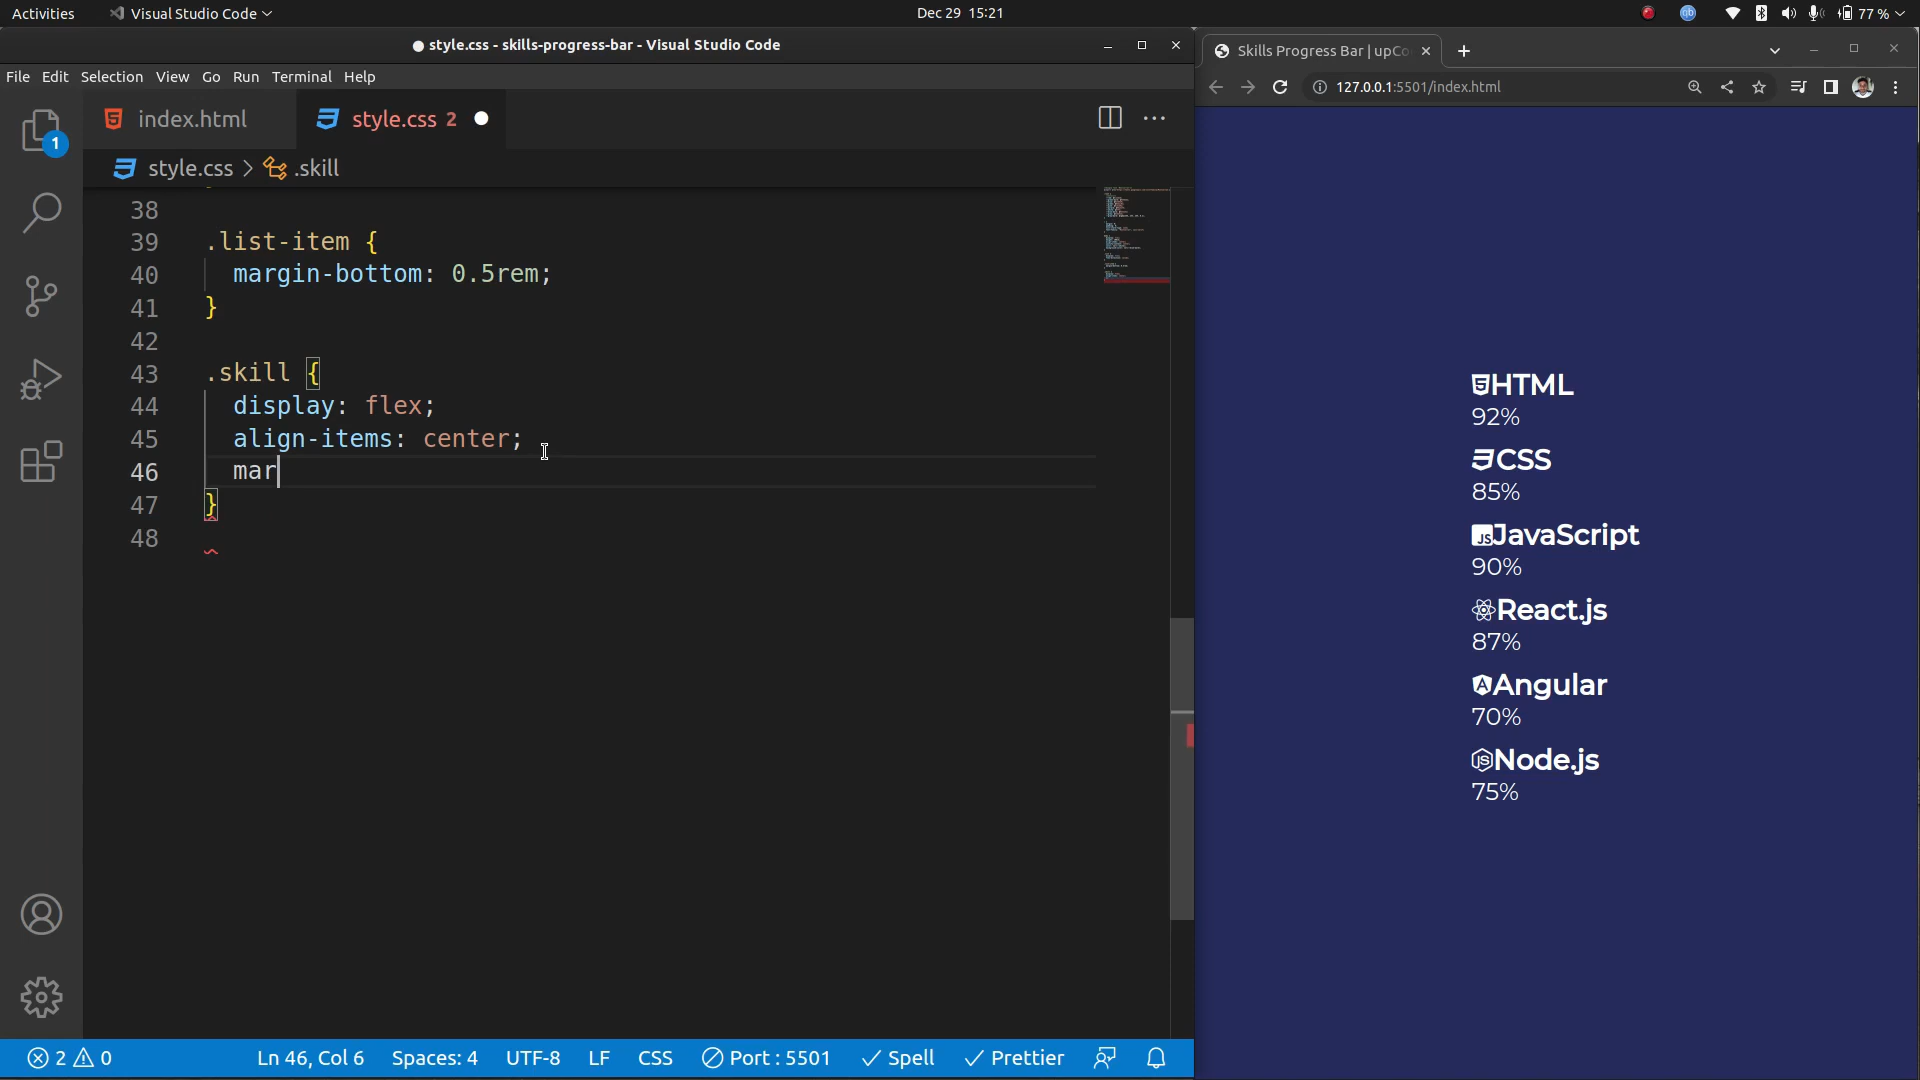 Activities Visual Studio Code Dec 29 15:21 77 %
style.css - skills-progress-bar - Visual Studio Code
File Edit Selection View Go Run Terminal Help
index.html style.css 2
1
style.css > .skill
38
39 .list-item {
40 margin-bottom: 0.5rem;
41 }
42
43 .skill {
44 display: flex;
45 align-items: center;
46 mar
47 }
48
2 0 Ln 46, Col 6 Spaces: 4 UTF-8 LF CSS Port : 5501 Spell Prettier
Skills Progress Bar | upCo
127.0.0.1:5501/index.html
HTML
92%
CSS
85%
JS JavaScript
90%
React.js
87%
Angular
70%
Node.js
75%